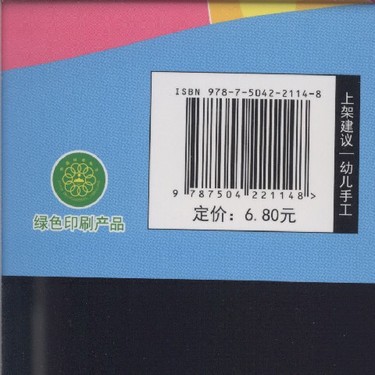 ISBN 978-7-5042-2114-8
9 787504 221148 >
定价：6.80元
上架建议｜幼儿手工
绿色印刷产品